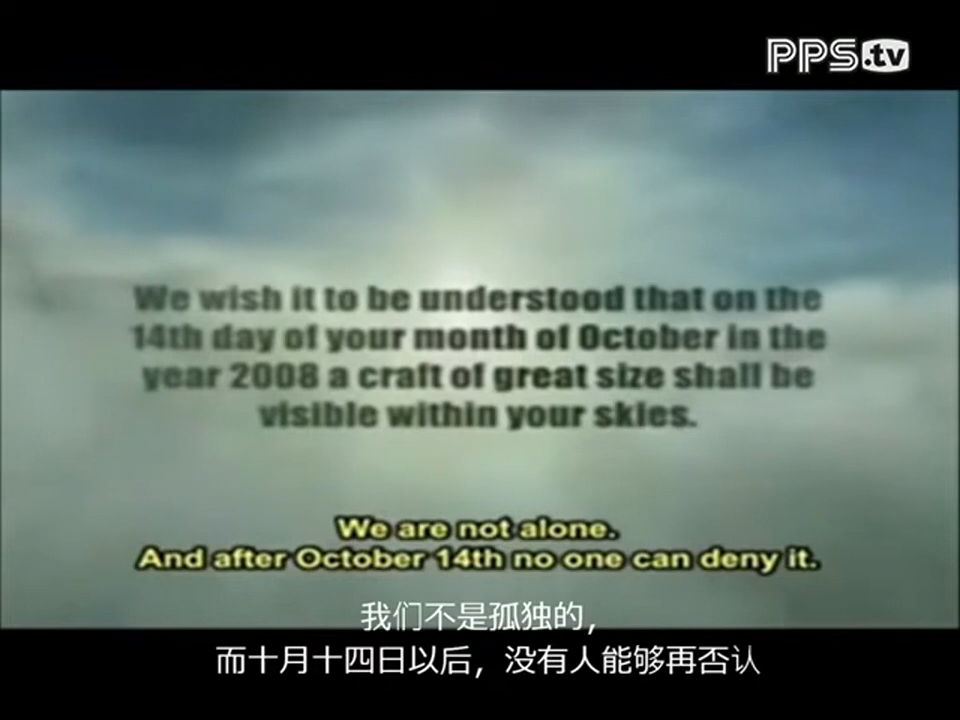 PPS.tv
We wish it to be understood that on the
14th day of your month of October in the
year 2008 a craft of great size shall be
visible within your skies.
We are not alone.
And after October 14th no one can deny it.
我们不是孤独的，
而十月十四日以后，没有人能够再否认